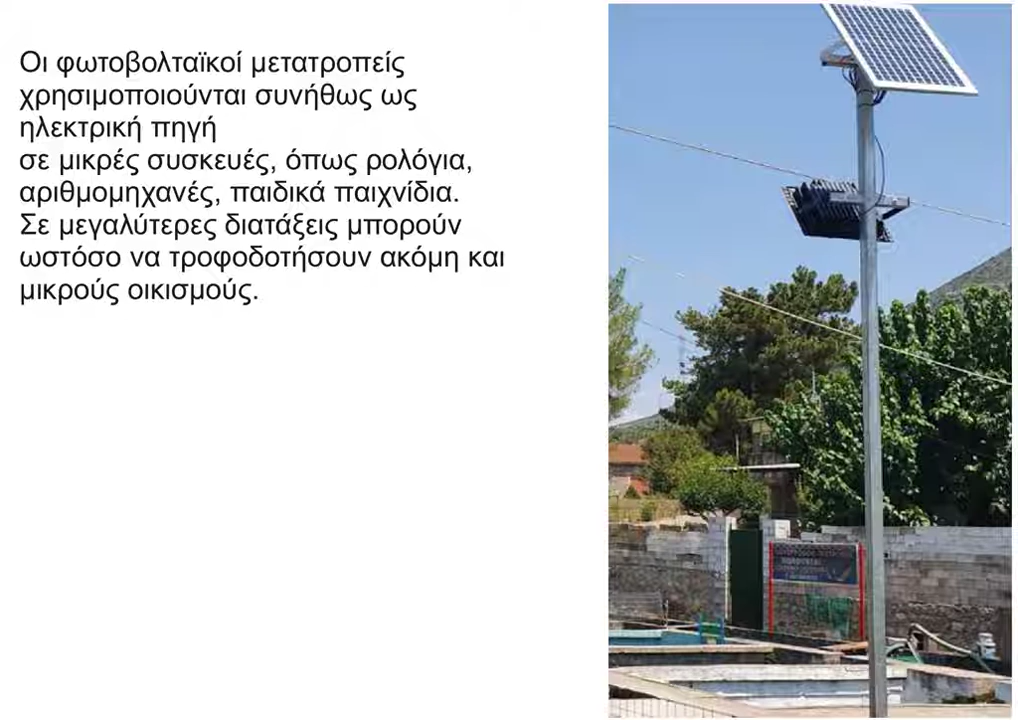 Οι φωτοβολταϊκοί μετατροπείς
χρησιμοποιούνται συνήθως ως
ηλεκτρική πηγή
σε μικρές συσκευές, όπως ρολόγια,
αριθμομηχανές, παιδικά παιχνίδια.
Σε μεγαλύτερες διατάξεις μπορούν
ωστόσο να τροφοδοτήσουν ακόμη και
μικρούς οικισμούς.